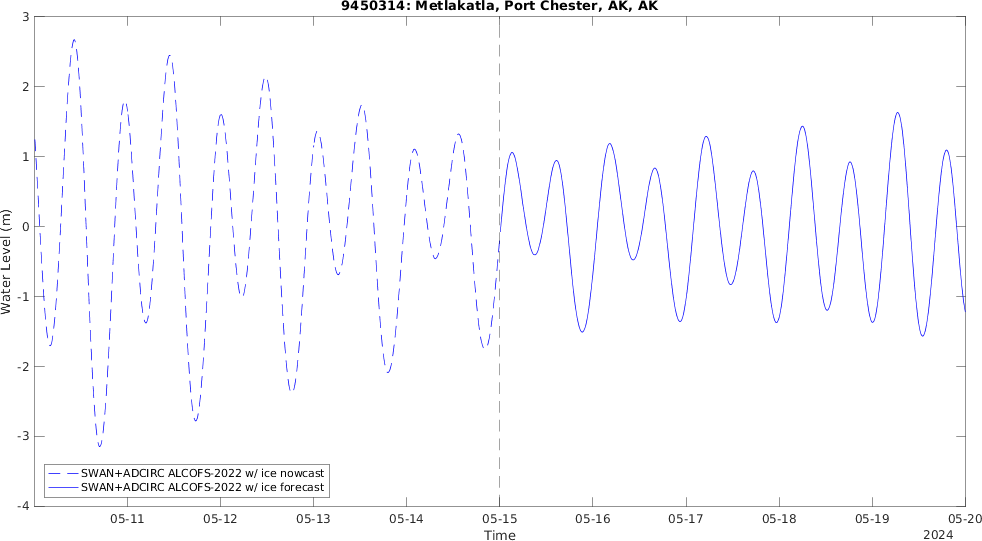 9450314: Metlakatla, Port Chester, AK, AK
3
2
1
0
-1
-2
-3
-4
Water Level (m)
SWAN+ADCIRC ALCOFS-2022 w/ ice nowcast
SWAN+ADCIRC ALCOFS-2022 w/ ice forecast
05-11 05-12 05-13 05-14 05-15 05-16 05-17 05-18 05-19 05-20
Time
2024